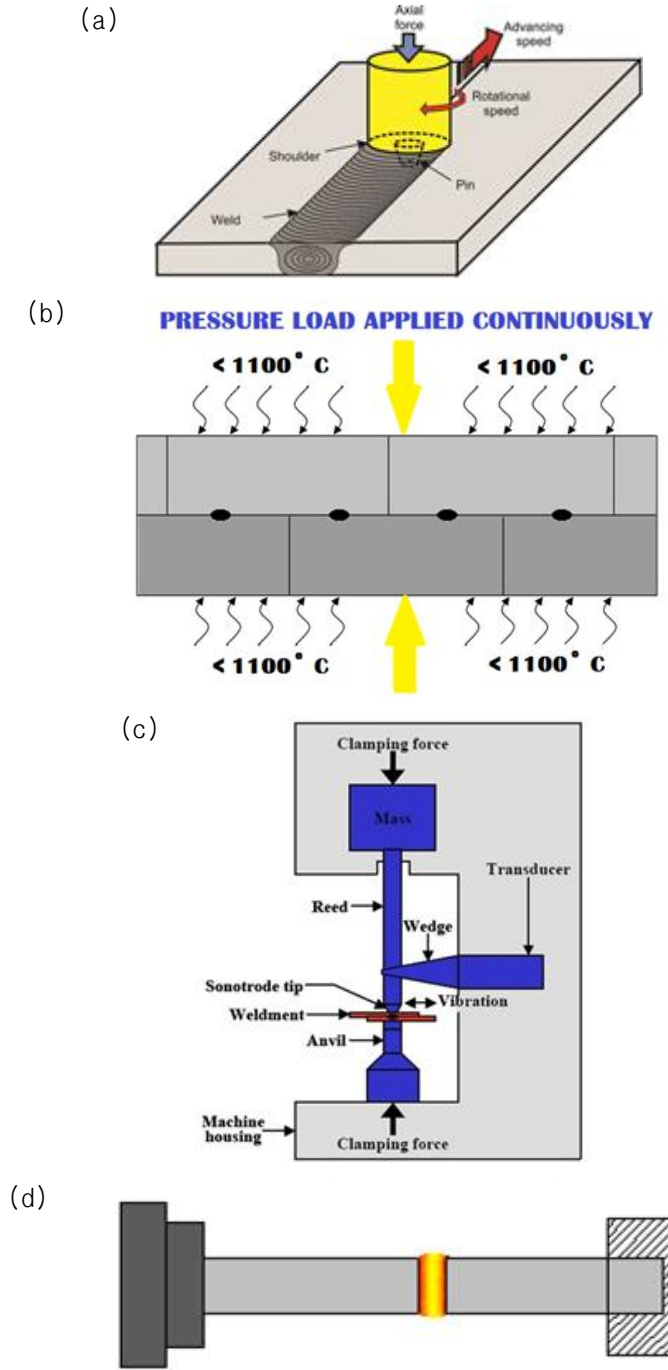 (a)
Axial
force
Advancing
speed
Rotational
speed
Shoulder
Pin
Weld
(b)
PRESSURE LOAD APPLIED CONTINUOUSLY
< 1100° C
< 1100° C
< 1100° C
< 1100° C
(c)
Clamping force
Mass
Transducer
Reed
Wedge
Sonotrode tip
Vibration
Weldment
Anvil
Machine
housing
Clamping force
(d)